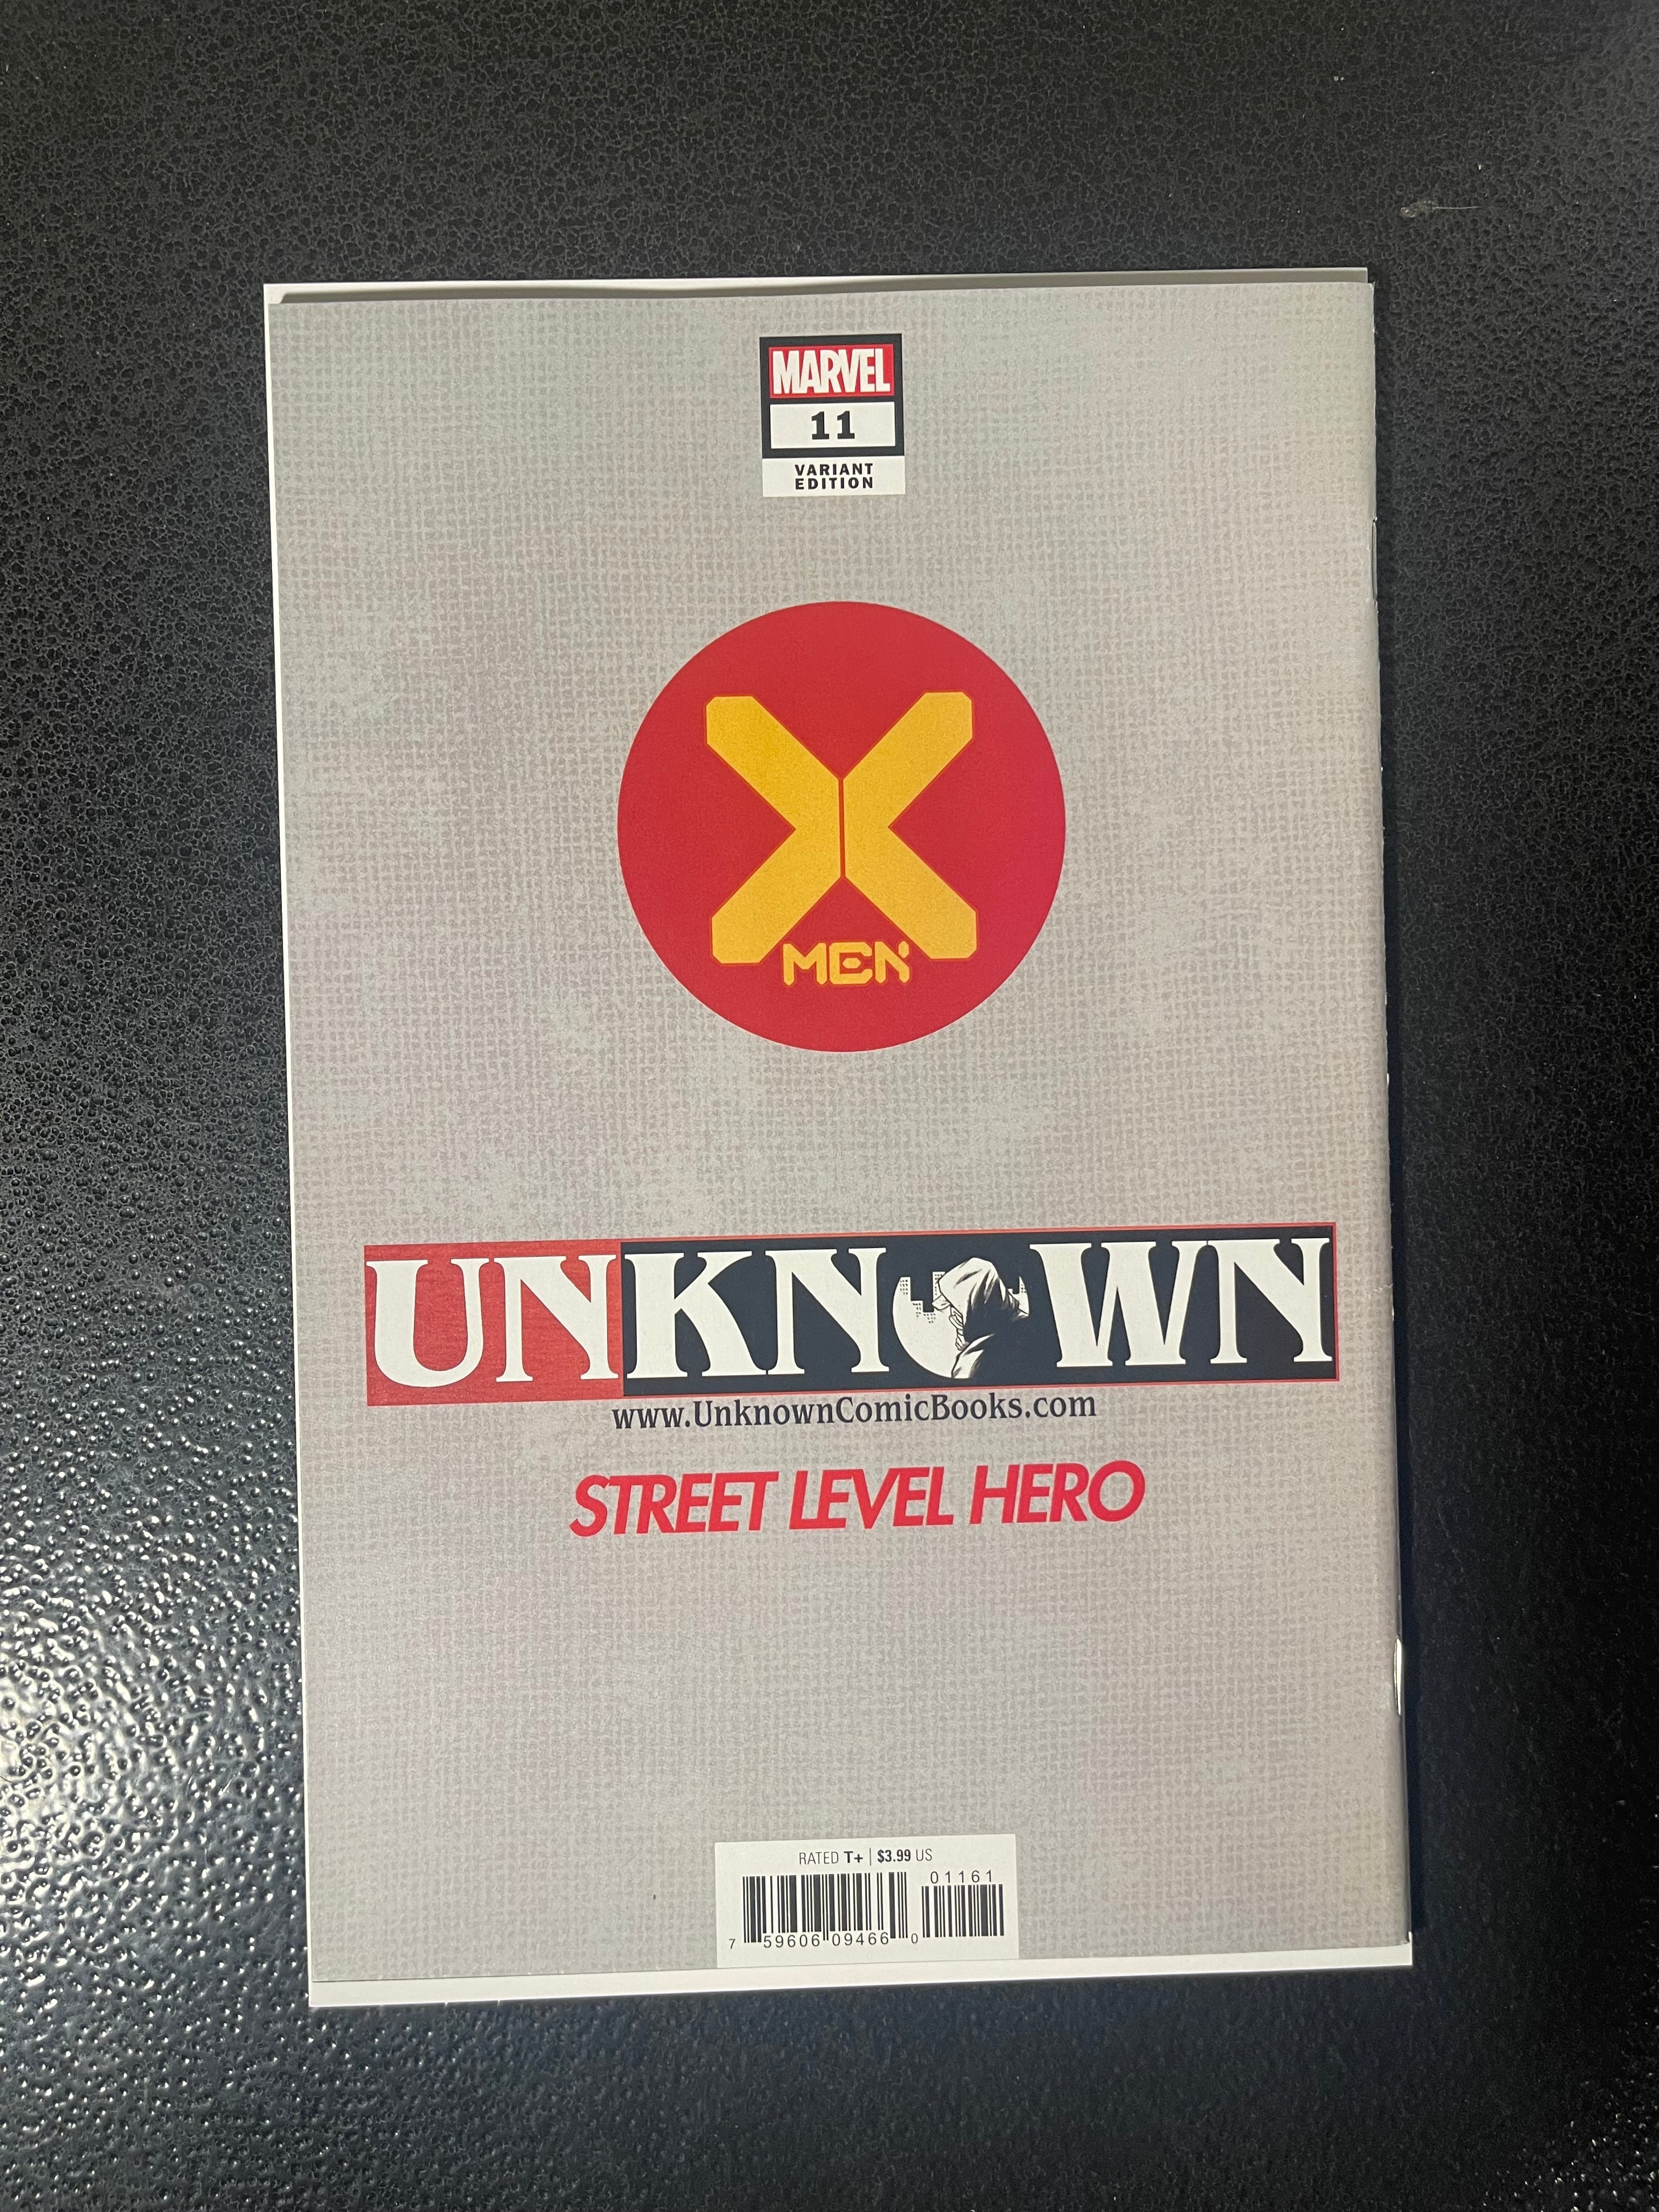 MARVEL
11
VARIANT
EDITION
X
MEN
UNKNOWN
www.UnknownComicBooks.com
STREET LEVEL HERO
RATED T+ | $3.99 US
01161
7 59606 09466 0